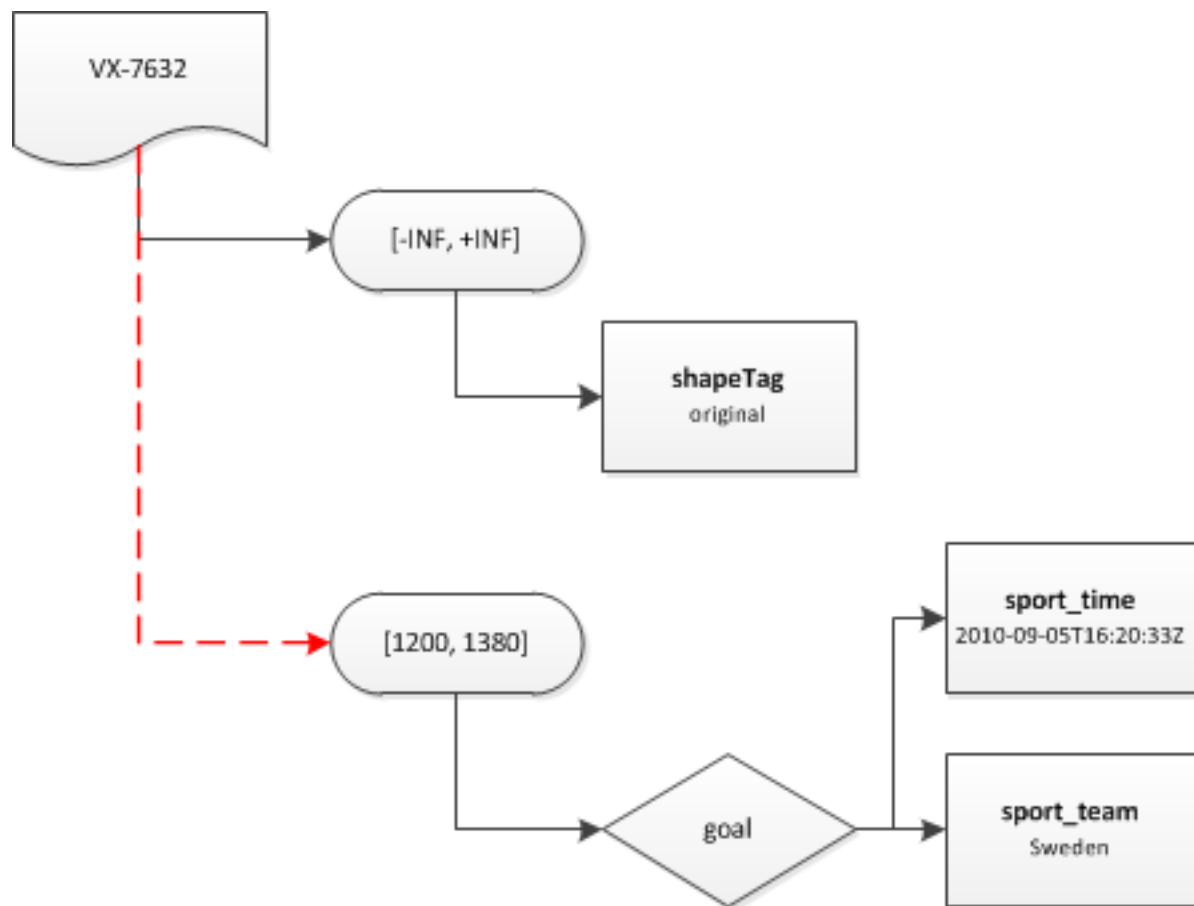 VX-7632
[-INF, +INF]
shapeTag
original
[1200, 1380]
sport_time
2010-09-05T16:20:33Z
goal
sport_team
Sweden